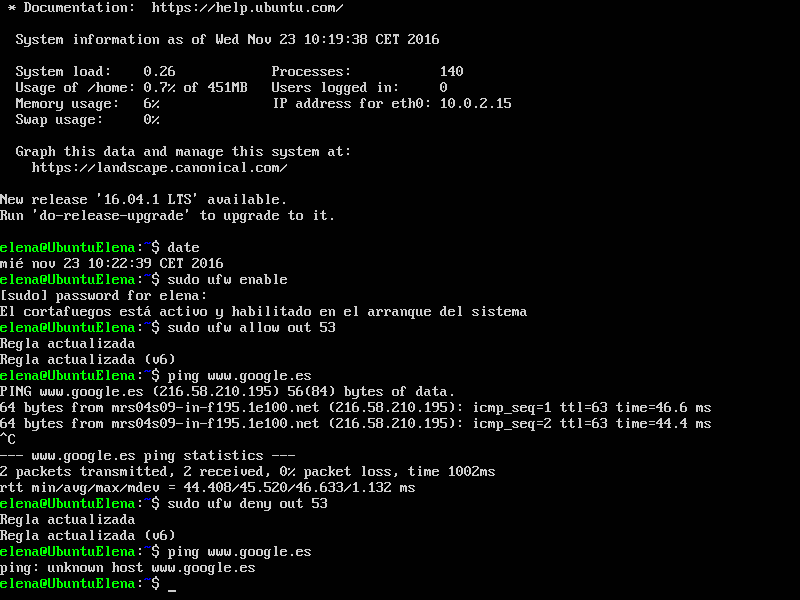 * Documentation:  https://help.ubuntu.com/
System information as of Wed Nov 23 10:19:38 CET 2016
System load:    0.26            Processes:           140
Usage of /home: 0.7% of 451MB   Users logged in:     0
Memory usage:   6%              IP address for eth0: 10.0.2.15
Swap usage:     0%
Graph this data and manage this system at:
https://landscape.canonical.com/
New release '16.04.1 LTS' available.
Run 'do-release-upgrade' to upgrade to it.
elena@UbuntuElena:~$ date
mié nov 23 10:22:39 CET 2016
elena@UbuntuElena:~$ sudo ufw enable
[sudo] password for elena:
El cortafuegos está activo y habilitado en el arranque del sistema
elena@UbuntuElena:~$ sudo ufw allow out 53
Regla actualizada
Regla actualizada (v6)
elena@UbuntuElena:~$ ping www.google.es
PING www.google.es (216.58.210.195) 56(84) bytes of data.
64 bytes from mrs04s09-in-f195.1e100.net (216.58.210.195): icmp_seq=1 ttl=63 time=46.6 ms
64 bytes from mrs04s09-in-f195.1e100.net (216.58.210.195): icmp_seq=2 ttl=63 time=44.4 ms
^C
--- www.google.es ping statistics ---
2 packets transmitted, 2 received, 0% packet loss, time 1002ms
rtt min/avg/max/mdev = 44.408/45.520/46.633/1.132 ms
elena@UbuntuElena:~$ sudo ufw deny out 53
Regla actualizada
Regla actualizada (v6)
elena@UbuntuElena:~$ ping www.google.es
ping: unknown host www.google.es
elena@UbuntuElena:~$ _